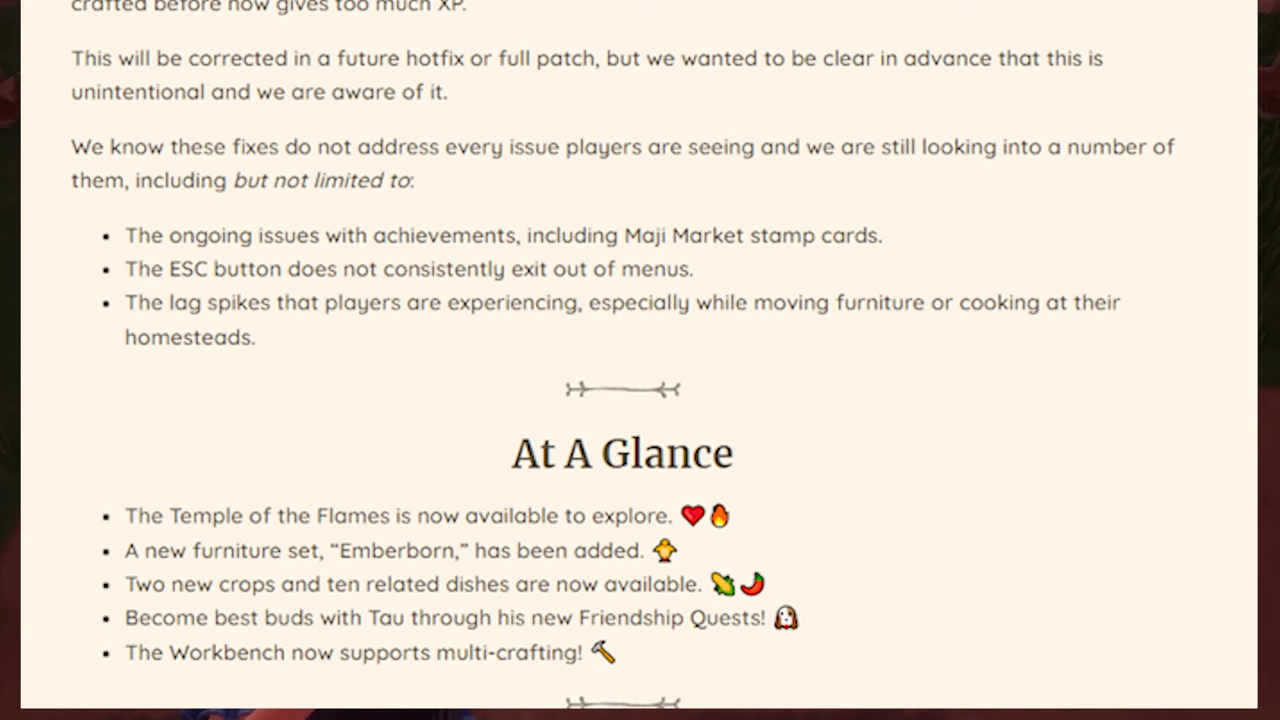 crafted before now gives too much XP.
This will be corrected in a future hotfix or full patch, but we wanted to be clear in advance that this is
unintentional and we are aware of it.
We know these fixes do not address every issue players are seeing and we are still looking into a number of
them, including but not limited to:
• The ongoing issues with achievements, including Maji Market stamp cards.
• The ESC button does not consistently exit out of menus.
• The lag spikes that players are experiencing, especially while moving furniture or cooking at their
homesteads.
At A Glance
• The Temple of the Flames is now available to explore. ❤️🔥
• A new furniture set, “Emberborn,” has been added. 🐥
• Two new crops and ten related dishes are now available. 🌽🌶️
• Become best buds with Tau through his new Friendship Quests! 🐶
• The Workbench now supports multi-crafting! 🔨